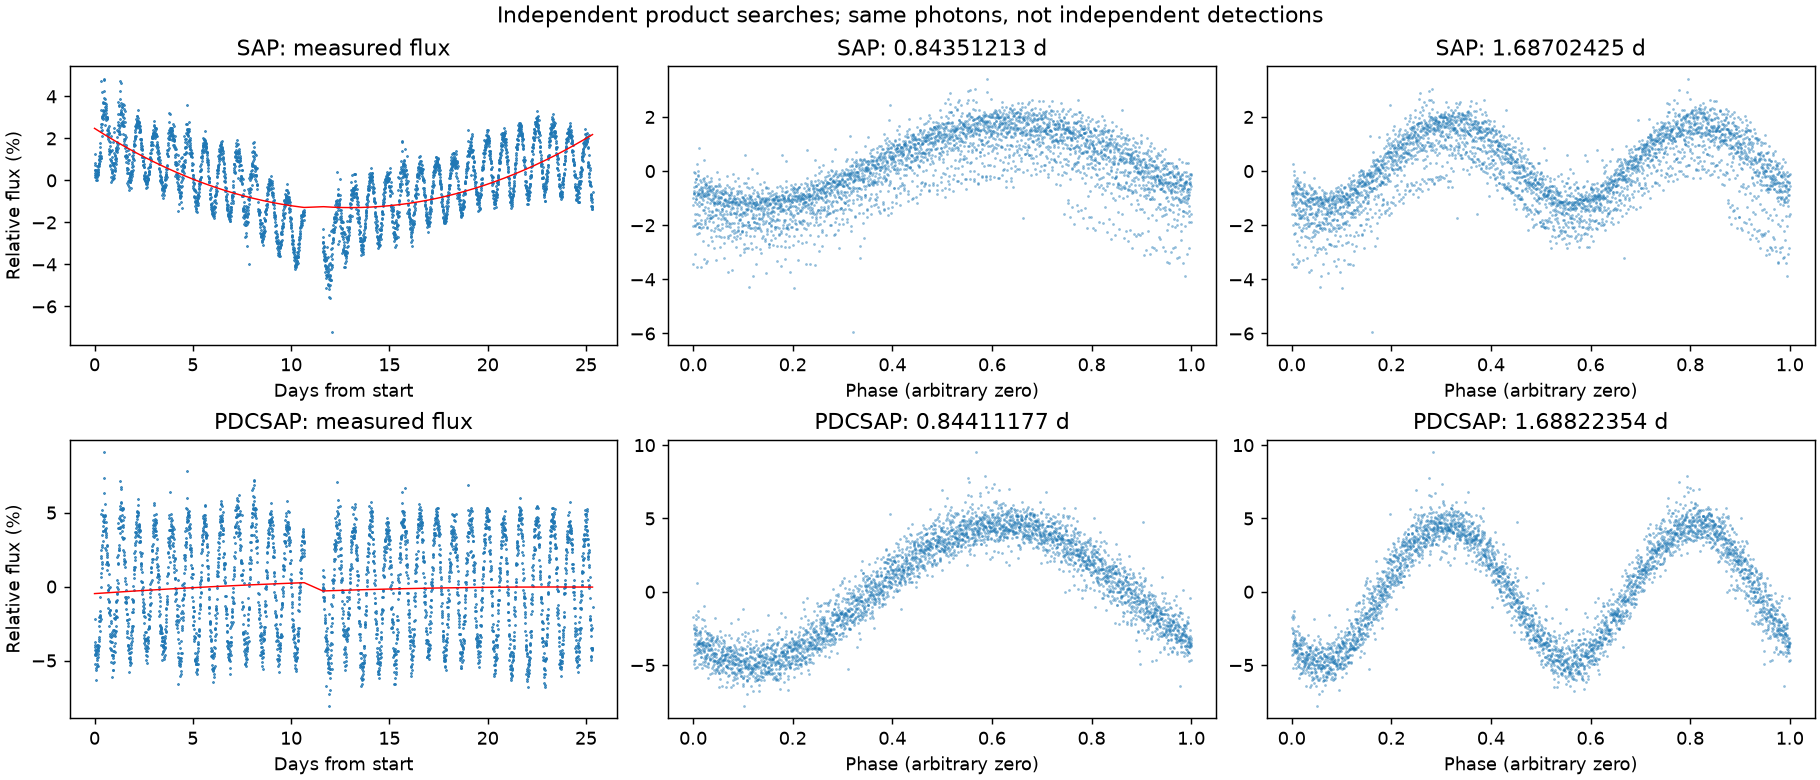 Independent product searches; same photons, not independent detections
SAP: measured flux
SAP: 0.84351213 d
SAP: 1.68702425 d
Relative flux (%)
4
2
0
−2
−4
−6
0 5 10 15 20 25
Days from start
2
0
−2
−4
−6
0.0 0.2 0.4 0.6 0.8 1.0
Phase (arbitrary zero)
2
0
−2
−4
−6
0.0 0.2 0.4 0.6 0.8 1.0
Phase (arbitrary zero)
PDCSAP: measured flux
PDCSAP: 0.84411177 d
PDCSAP: 1.68822354 d
Relative flux (%)
5
0
−5
0 5 10 15 20 25
Days from start
10
5
0
−5
0.0 0.2 0.4 0.6 0.8 1.0
Phase (arbitrary zero)
10
5
0
−5
0.0 0.2 0.4 0.6 0.8 1.0
Phase (arbitrary zero)